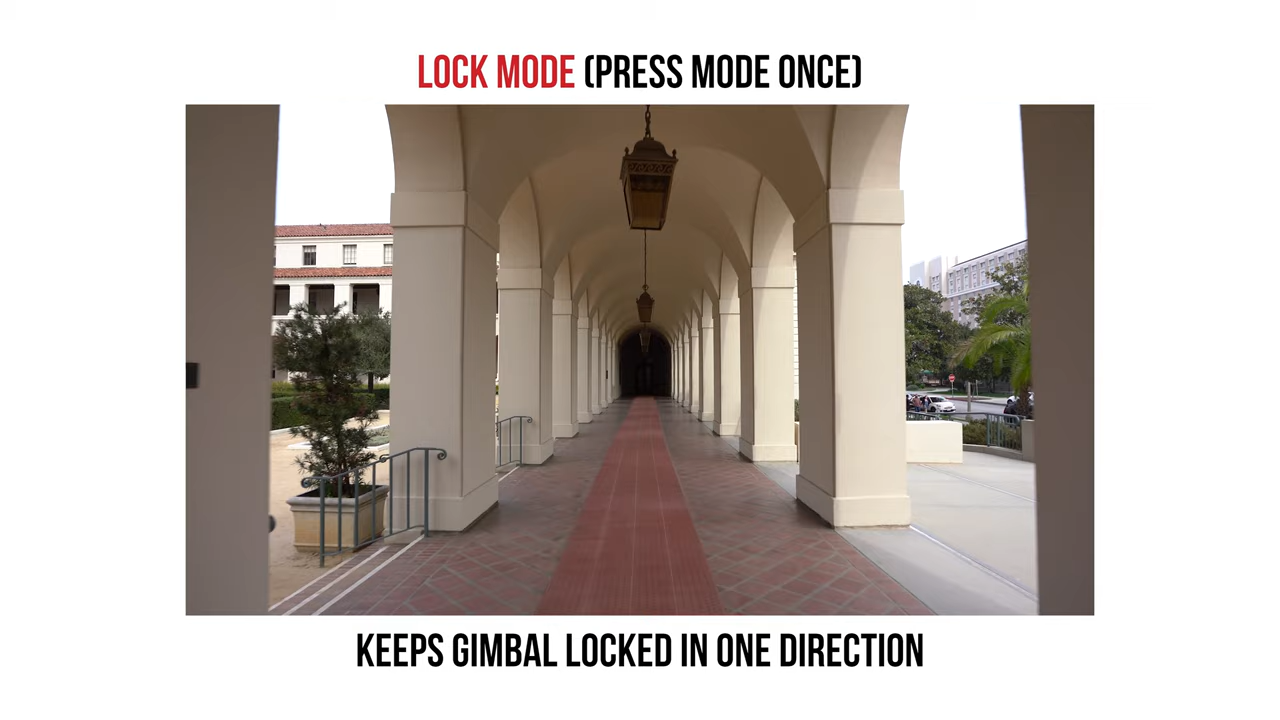 LOCK MODE (PRESS MODE ONCE)
KEEPS GIMBAL LOCKED IN ONE DIRECTION